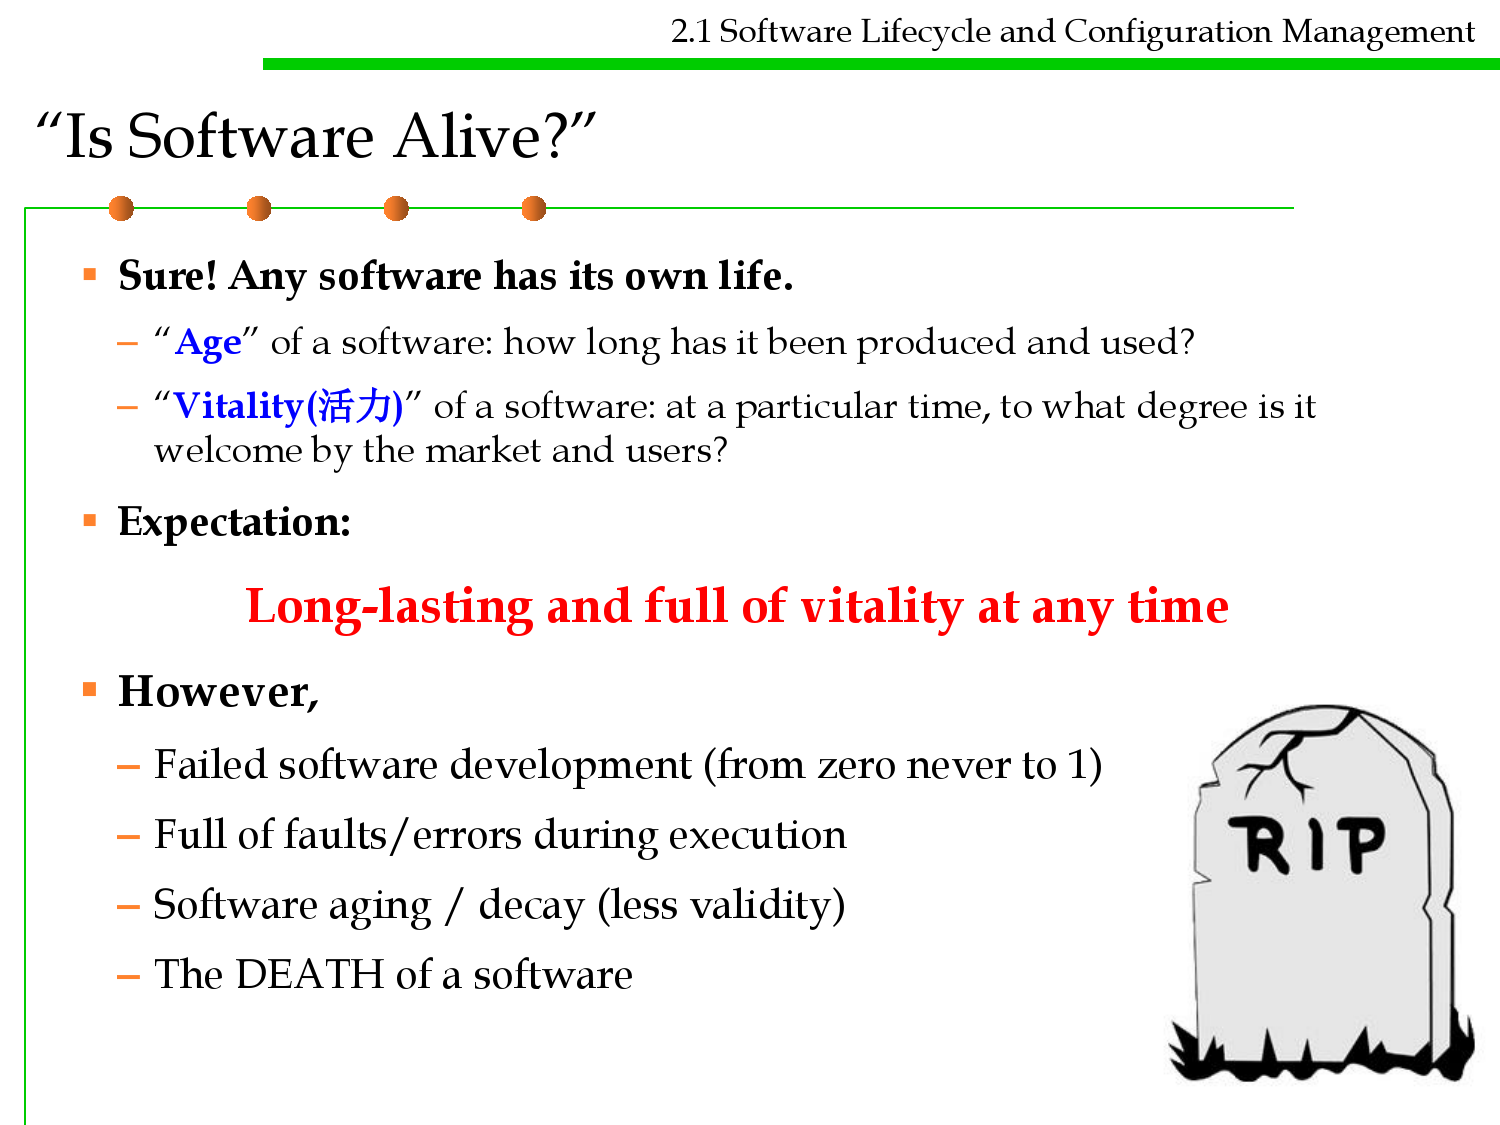 2.1 Software Lifecycle and Configuration Management
“Is Software Alive?”
▪ Sure! Any software has its own life.
– “Age” of a software: how long has it been produced and used?
– “Vitality(活力)” of a software: at a particular time, to what degree is it
welcome by the market and users?
▪ Expectation:
Long-lasting and full of vitality at any time
▪ However,
– Failed software development (from zero never to 1)
– Full of faults/errors during execution
– Software aging / decay (less validity)
– The DEATH of a software
RIP